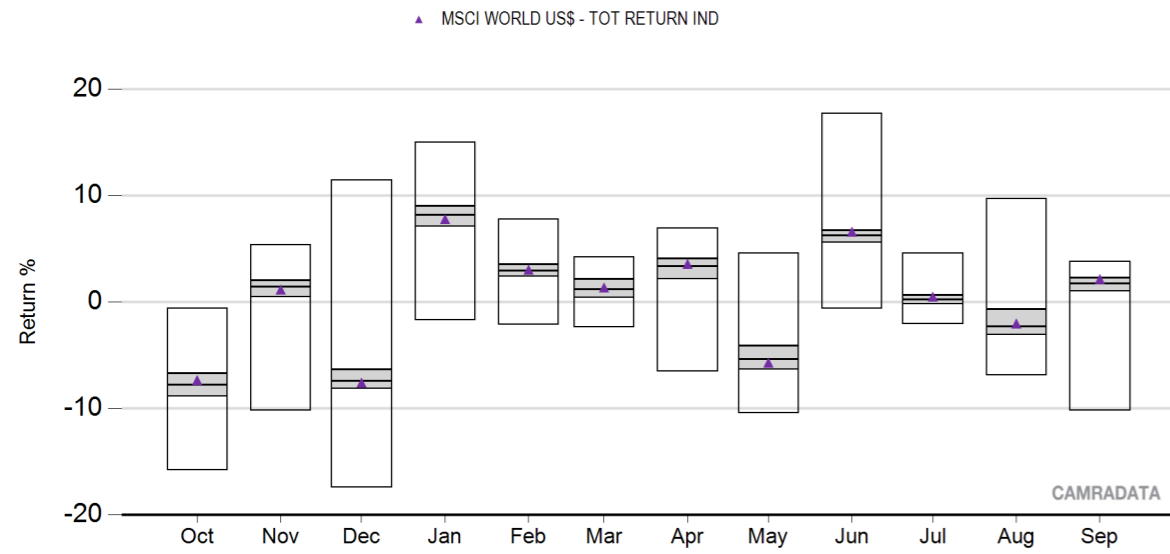 MSCI WORLD US$ - TOT RETURN IND
20
10
0
-10
-20
Return %
CAMRADATA
Oct Nov Dec Jan Feb Mar Apr May Jun Jul Aug Sep